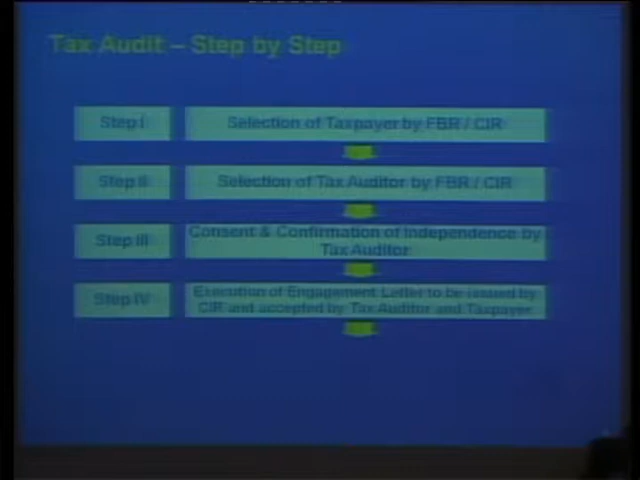 Tax Audit – Step by Step
Step I
Selection of Taxpayer by FBR / CIR
Step II
Selection of Tax Auditor by FBR / CIR
Step III
Consent & Confirmation of Independence by
Tax Auditor
Step IV
Execution of Engagement Letter to be issued by
CIR and accepted by Tax Auditor and Taxpayer